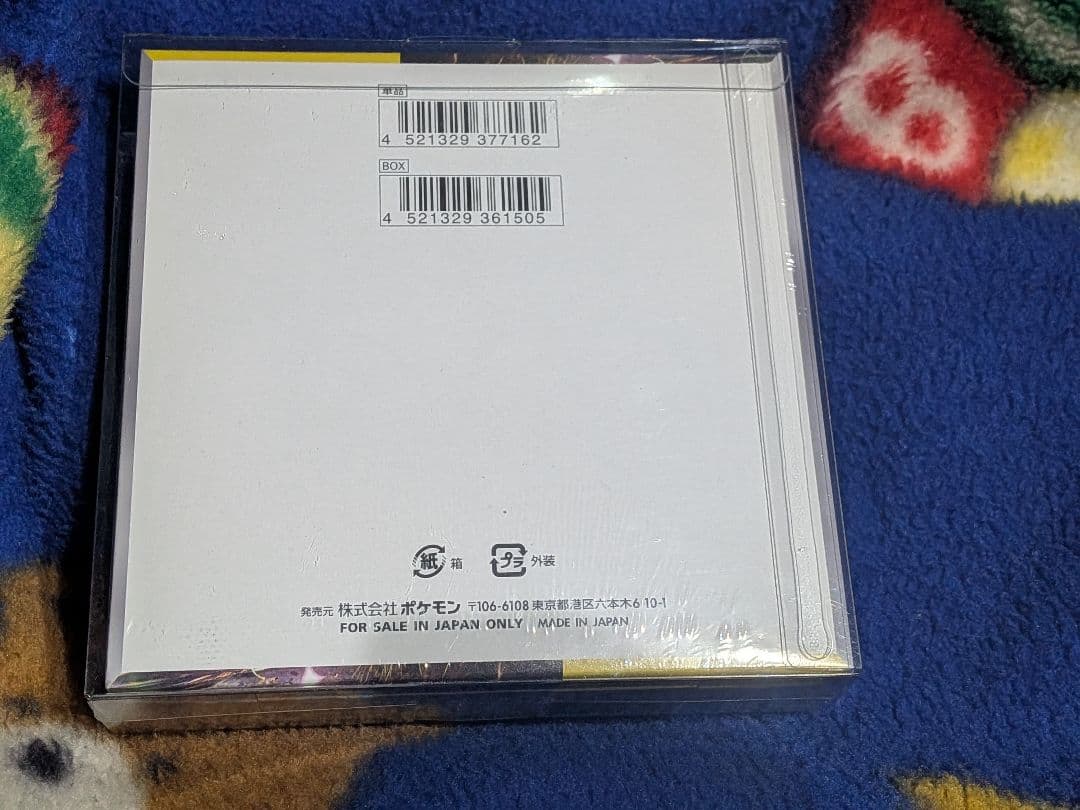 単品
4 521329 377162
BOX
4 521329 361505
紙 箱 プラ 外装
発売元 株式会社ポケモン 〒106-6108 東京都港区六本木6-10-1
FOR SALE IN JAPAN ONLY MADE IN JAPAN
8